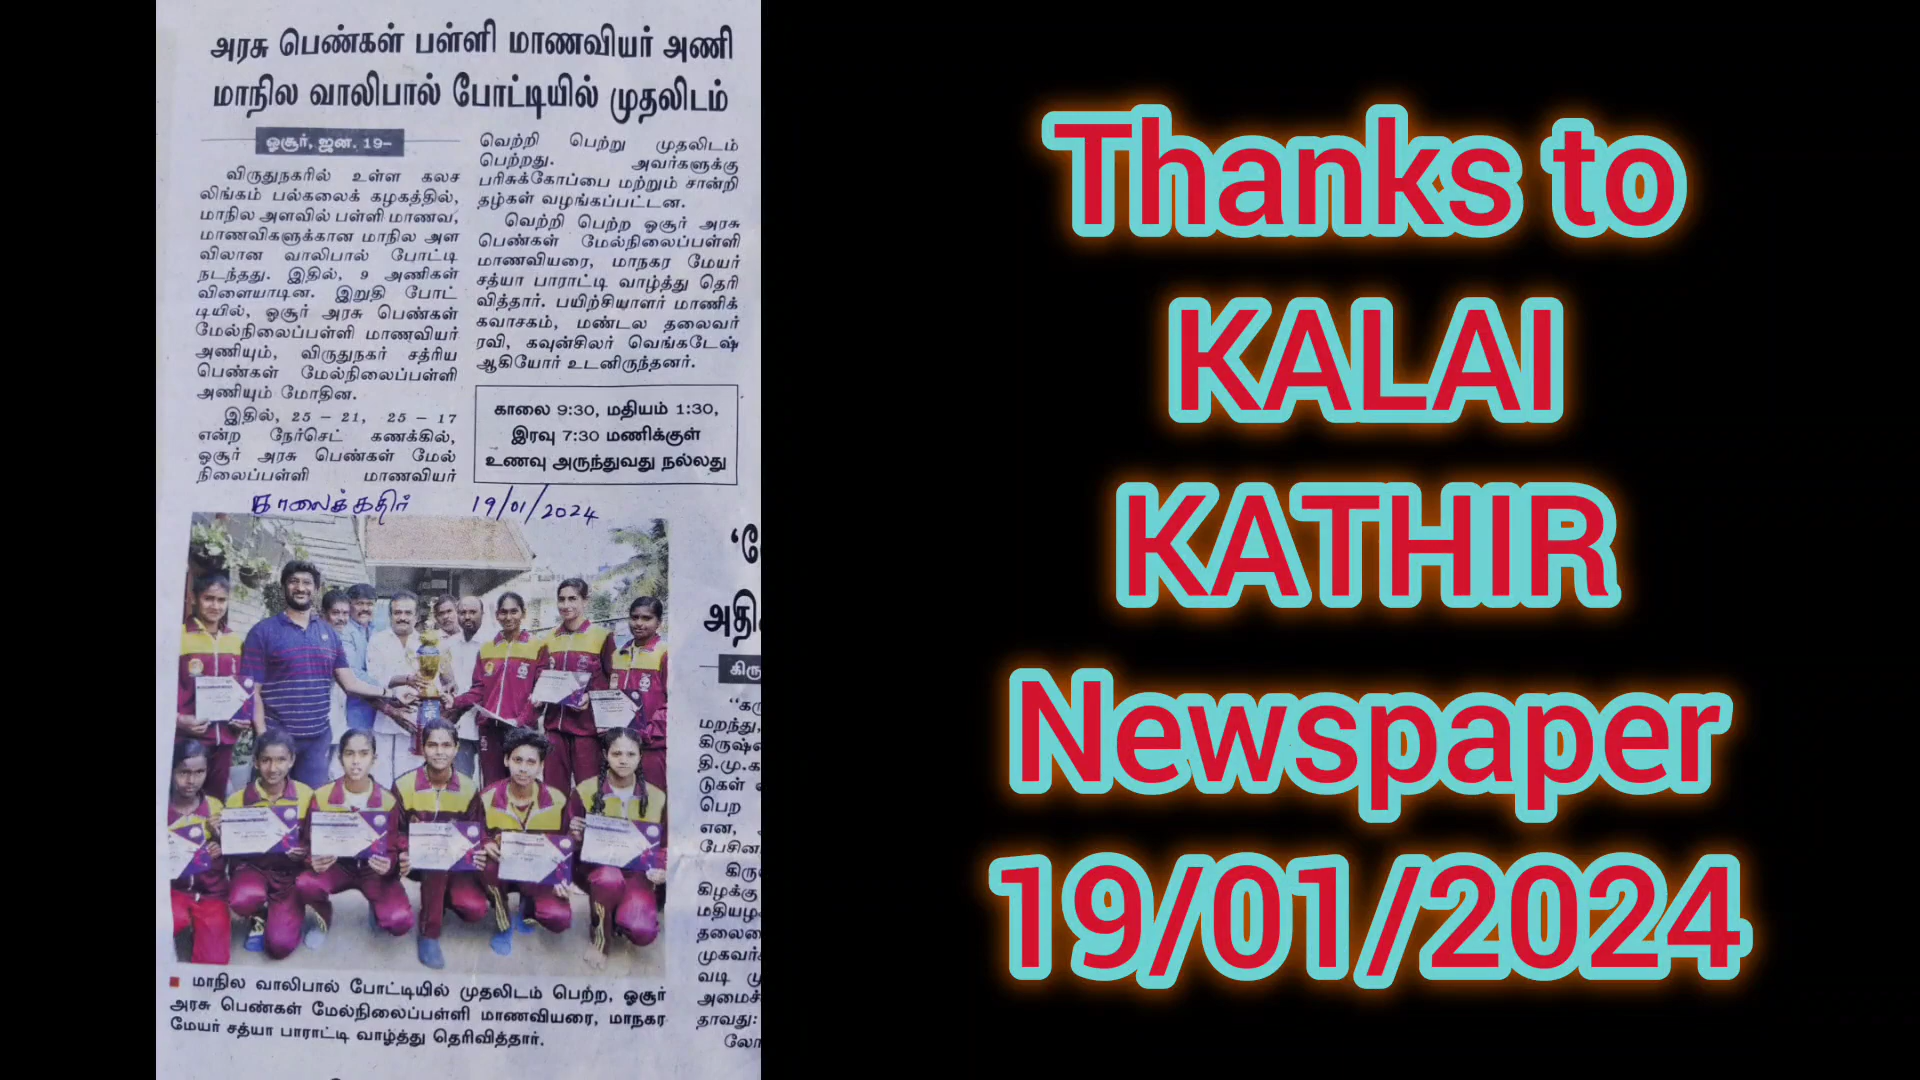 அரசு பெண்கள் பள்ளி மாணவியர் அணி
மாநில வாலிபால் போட்டியில் முதலிடம்
ஓசூர், ஜன. 19–
விருதுநகரில் உள்ள கலச
லிங்கம் பல்கலைக் கழகத்தில்,
மாநில அளவில் பள்ளி மாணவ,
மாணவிகளுக்கான மாநில அள
விலான வாலிபால் போட்டி
நடந்தது. இதில், 9 அணிகள்
விளையாடின. இறுதி போட்
டியில், ஓசூர் அரசு பெண்கள்
மேல்நிலைப்பள்ளி மாணவியர்
அணியும், விருதுநகர் சத்ரிய
பெண்கள் மேல்நிலைப்பள்ளி
அணியும் மோதின.
இதில், 25 – 21, 25 – 17
என்ற நேர்செட் கணக்கில்,
ஓசூர் அரசு பெண்கள் மேல்
நிலைப்பள்ளி மாணவியர்
வெற்றி பெற்று முதலிடம்
பெற்றது. அவர்களுக்கு
பரிசுக்கோப்பை மற்றும் சான்றி
தழ்கள் வழங்கப்பட்டன.
வெற்றி பெற்ற ஓசூர் அரசு
பெண்கள் மேல்நிலைப்பள்ளி
மாணவியரை, மாநகர மேயர்
சத்யா பாராட்டி வாழ்த்து தெரி
வித்தார். பயிற்சியாளர் மாணிக்
கவாசகம், மண்டல தலைவர்
ரவி, கவுன்சிலர் வெங்கடேஷ்
ஆகியோர் உடனிருந்தனர்.
காலை 9:30, மதியம் 1:30,
இரவு 7:30 மணிக்குள்
உணவு அருந்துவது நல்லது
காலைக்கதிர் 19/01/2024
■ மாநில வாலிபால் போட்டியில் முதலிடம் பெற்ற, ஓசூர்
அரசு பெண்கள் மேல்நிலைப்பள்ளி மாணவியரை, மாநகர
மேயர் சத்யா பாராட்டி வாழ்த்து தெரிவித்தார்.
மறந்து,
தி.மு.க
டுகள்
பெற
என,
பேசின
கிழக்கு
வடி
தாவது:
Thanks to
KALAI
KATHIR
Newspaper
19/01/2024